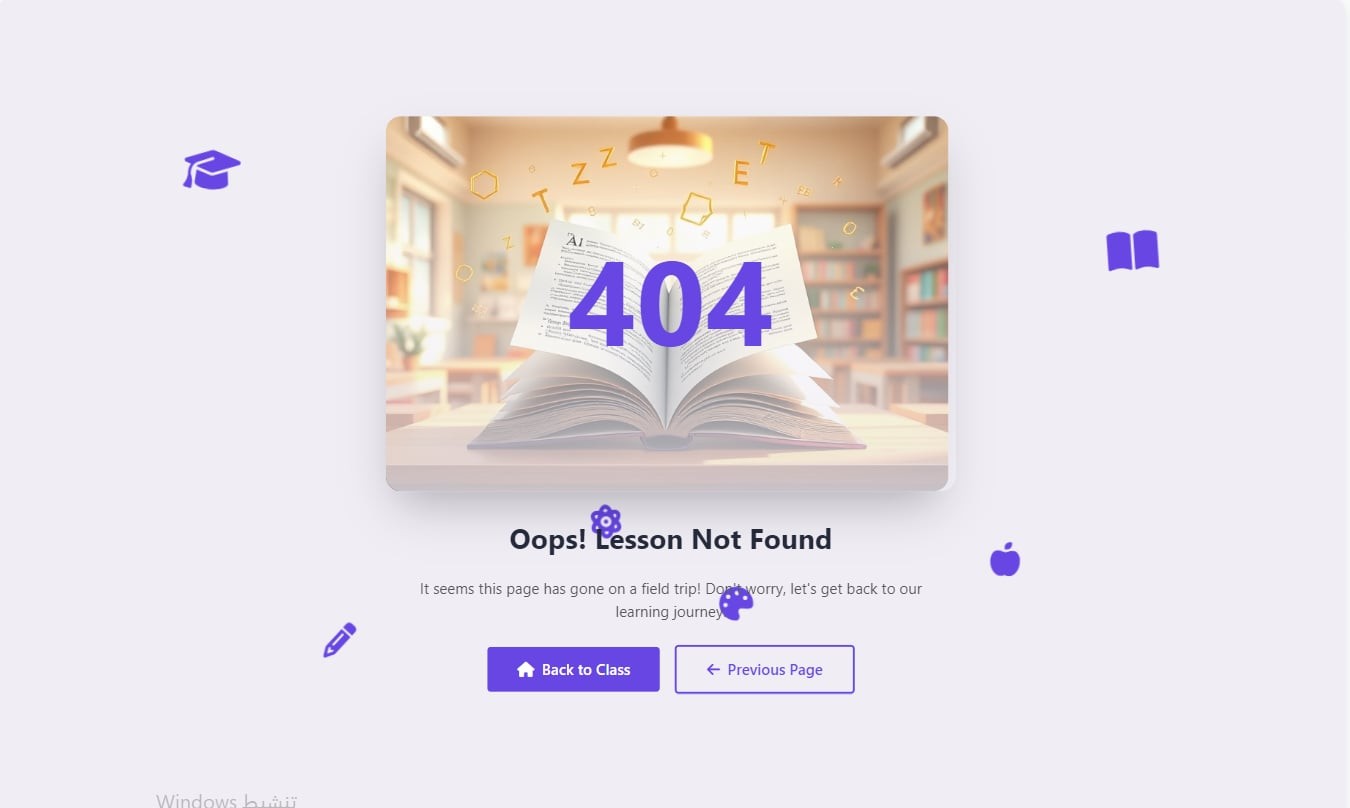 404
Oops! Lesson Not Found
It seems this page has gone on a field trip! Don't worry, let's get back to our
learning journey.
Back to Class
Previous Page
تنشيط Windows